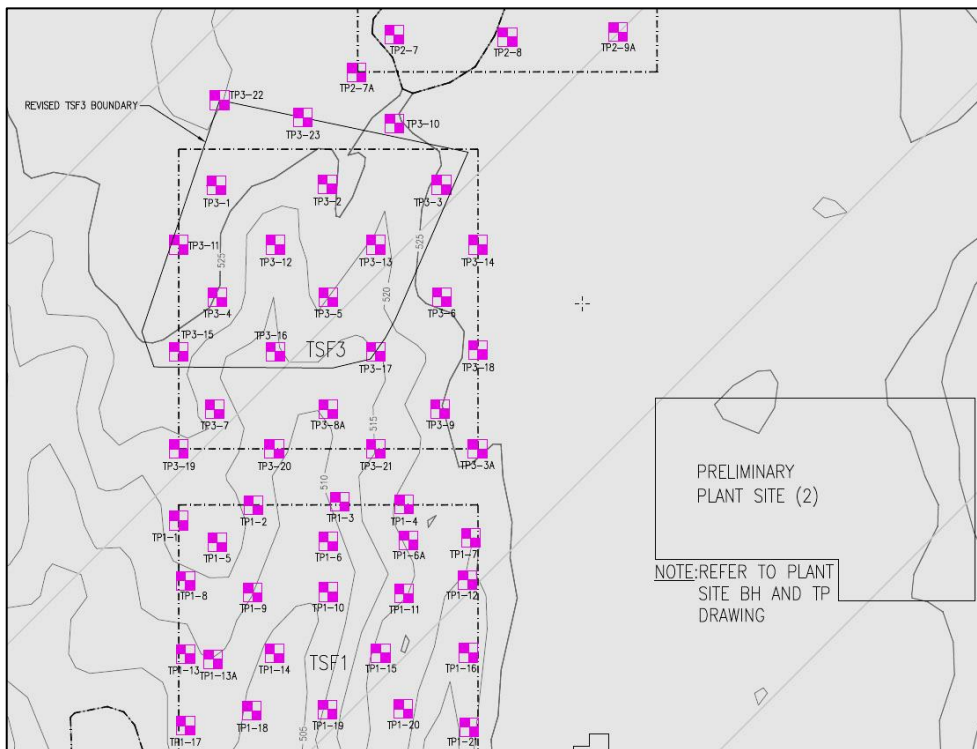 TP2-7
TP2-8
TP2-9A
TP2-7A
TP3-22
REVISED TSF3 BOUNDARY
TP3-23
TP3-10
TP3-1
TP3-2
TP3-3
TP3-11
TP3-12
TP3-13
TP3-14
525
525
TP3-4
TP3-5
520
TP3-6
TP3-15
TP3-16
TSF3
TP3-17
TP3-18
TP3-7
TP3-8A
515
TP3-9
TP3-19
TP3-20
TP3-21
TP3-3A
PRELIMINARY
PLANT SITE (2)
510
TP1-1
TP1-2
TP1-3
TP1-4
TP1-5
TP1-6
TP1-6A
TP1-7
NOTE:REFER TO PLANT
SITE BH AND TP
DRAWING
TP1-8
TP1-9
TP1-10
TP1-11
TP1-12
TP1-13
TP1-13A
TP1-14
TSF1
TP1-15
TP1-16
TP1-17
TP1-18
505
TP1-19
TP1-20
TP1-21